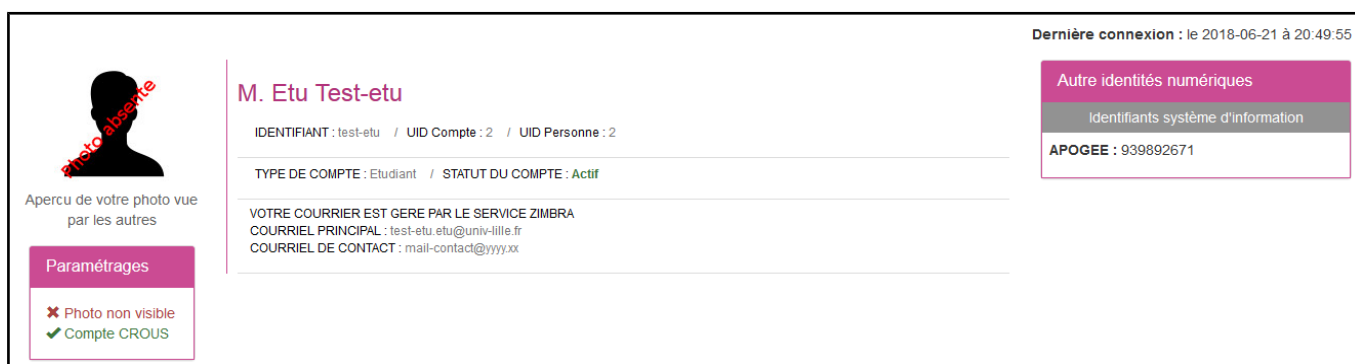 Dernière connexion : le 2018-06-21 à 20:49:55
Photo absente
Apercu de votre photo vue
par les autres
Paramétrages
Photo non visible
Compte CROUS
M. Etu Test-etu
IDENTIFIANT : test-etu / UID Compte : 2 / UID Personne : 2
TYPE DE COMPTE : Etudiant / STATUT DU COMPTE : Actif
VOTRE COURRIER EST GERE PAR LE SERVICE ZIMBRA
COURRIEL PRINCIPAL : test-etu.etu@univ-lille.fr
COURRIEL DE CONTACT : mail-contact@yyyy.xx
Autre identités numériques
Identifiants système d'information
APOGEE : 939892671